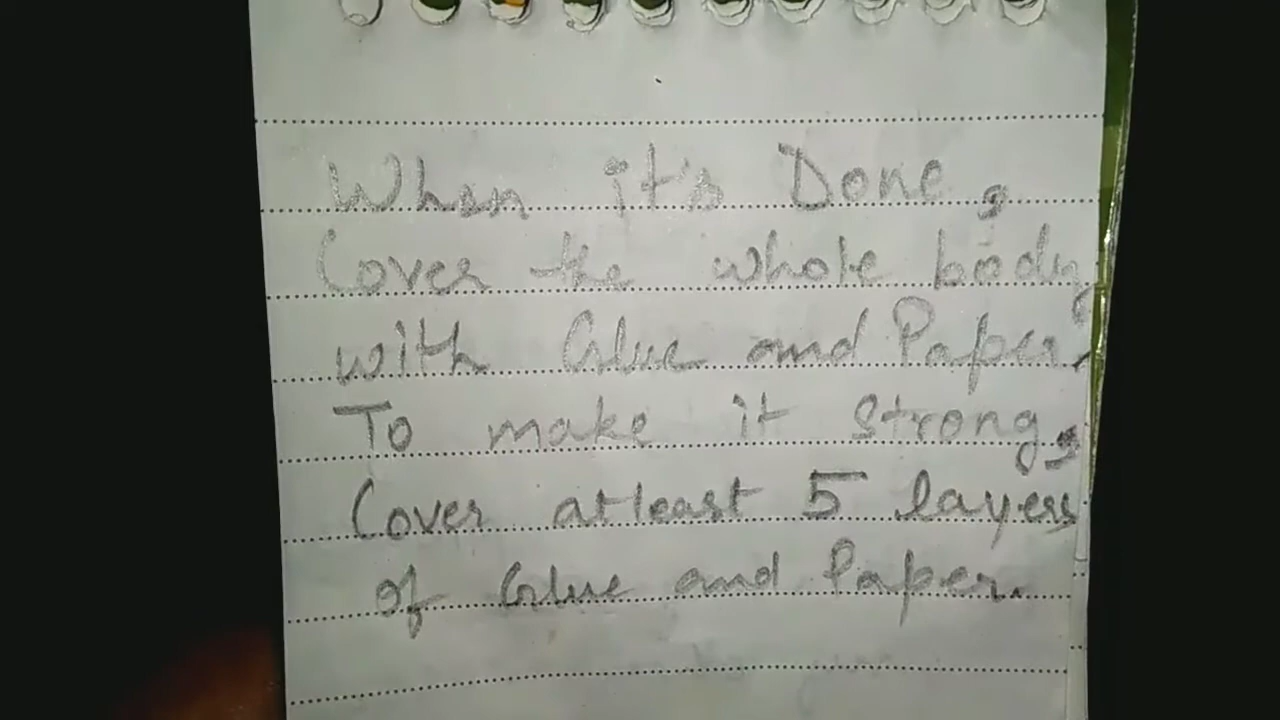 When it's Done,
Cover the whole body
with Glue and Paper,
To make it strong,
Cover atleast 5 layers
of Glue and Paper.